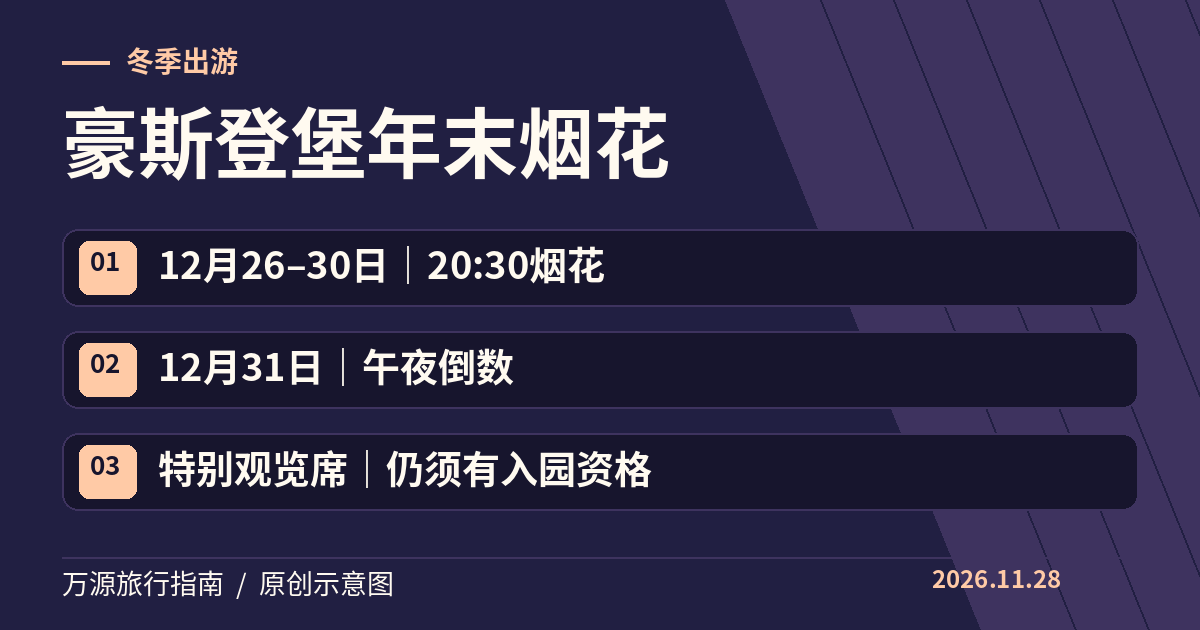 冬季出游
豪斯登堡年末烟花
01 12月26–30日｜20:30烟花
02 12月31日｜午夜倒数
03 特别观览席｜仍须有入园资格
万源旅行指南 / 原创示意图
2026.11.28